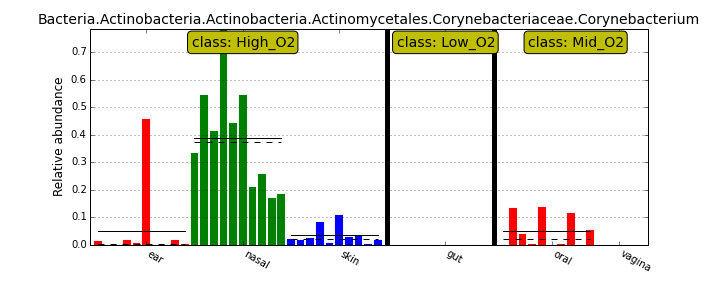 Bacteria.Actinobacteria.Actinobacteria.Actinomycetales.Corynebacteriaceae.Corynebacterium
class: High_O2
class: Low_O2
class: Mid_O2
Relative abundance
0.7
0.6
0.5
0.4
0.3
0.2
0.1
0.0
ear
nasal
skin
gut
oral
vagina